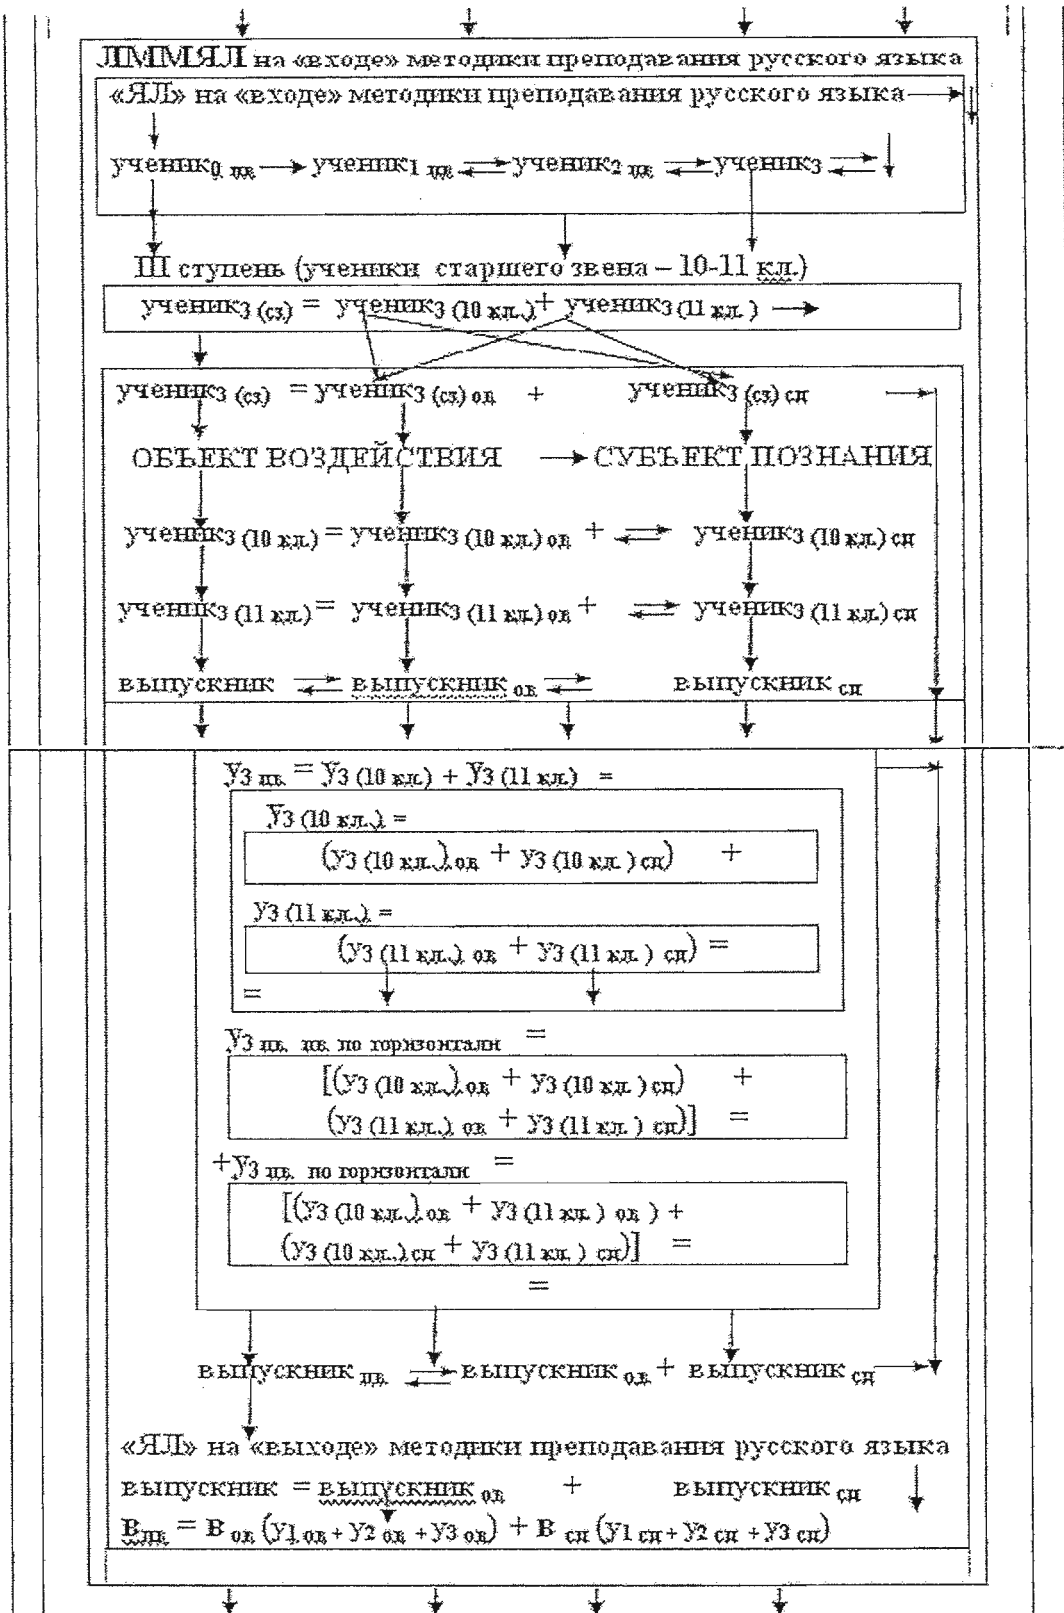 ЛММЯЛ на «входе» методики преподавания русского языка
«ЯЛ» на «входе» методики преподавания русского языка
ученик0 пв ученик1 пв ученик2 пв ученик3
III ступень (ученики старшего звена – 10-11 кл.)
ученик3 (сз) = ученик3 (10 кл.) + ученик3 (11 кл.)
ученик3 (сз) = ученик3 (сз) ов + ученик3 (сз) сп
ОБЪЕКТ ВОЗДЕЙСТВИЯ СУБЪЕКТ ПОЗНАНИЯ
ученик3 (10 кл.) = ученик3 (10 кл.) ов + ученик3 (10 кл.) сп
ученик3 (11 кл.) = ученик3 (11 кл.) ов + ученик3 (11 кл.) сп
выпускник выпускник ов выпускник сп
У3 пв. = У3 (10 кл.) + У3 (11 кл.) =
У3 (10 кл.) =
(У3 (10 кл.) ов + У3 (10 кл.) сп) +
У3 (11 кл.) =
(У3 (11 кл.) ов + У3 (11 кл.) сп) =
=
У3 пв. пв. по горизонтали =
[(У3 (10 кл.) ов + У3 (10 кл.) сп) +
(У3 (11 кл.) ов + У3 (11 кл.) сп)] =
+У3 пв. по горизонтали =
[(У3 (10 кл.) ов + У3 (11 кл.) ов ) +
(У3 (10 кл.) сп + У3 (11 кл.) сп)] =
=
выпускник пв. выпускник ов + выпускник сп
«ЯЛ» на «выходе» методики преподавания русского языка
выпускник = выпускник ов + выпускник сп
Впв = В ов (У1 ов + У2 ов + У3 ов) + В сп (У1 сп + У2 сп + У3 сп)